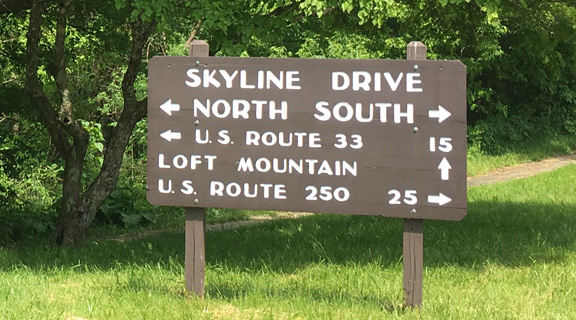 SKYLINE DRIVE
← NORTH SOUTH →
← U.S. ROUTE 33 15
LOFT MOUNTAIN ↑
U.S. ROUTE 250 25 →